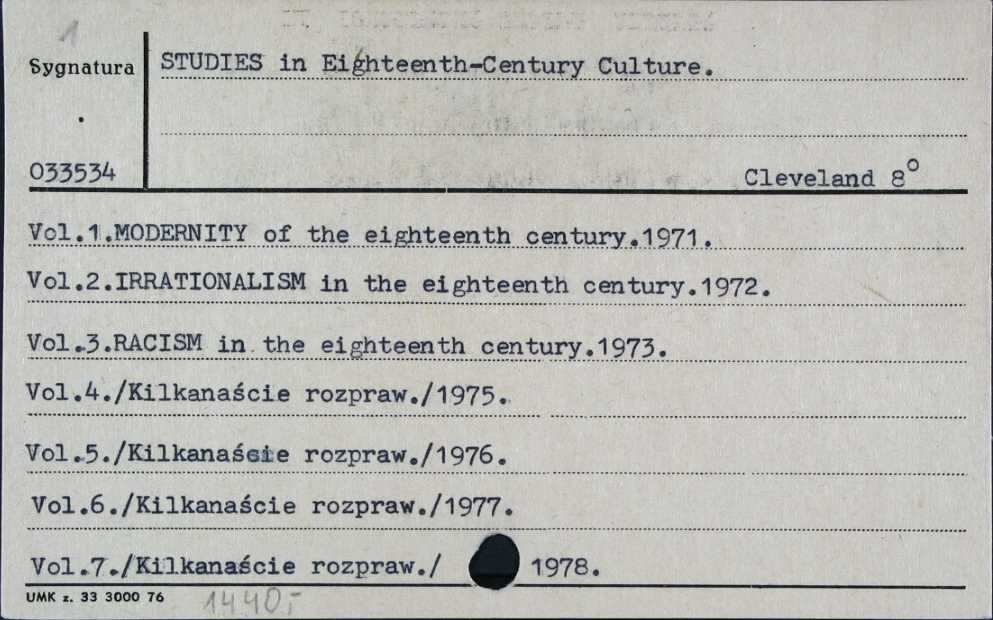 1
Sygnatura STUDIES in Eighteenth-Century Culture.
033534 Cleveland 8°
Vol.1.MODERNITY of the eighteenth century.1971.
Vol.2.IRRATIONALISM in the eighteenth century.1972.
Vol.3.RACISM in the eighteenth century.1973.
Vol.4./Kilkanaście rozpraw./1975.
Vol.5./Kilkanaście rozpraw./1976.
Vol.6./Kilkanaście rozpraw./1977.
Vol.7./Kilkanaście rozpraw./ 1978.
UMK z. 33 3000 76 1440,-